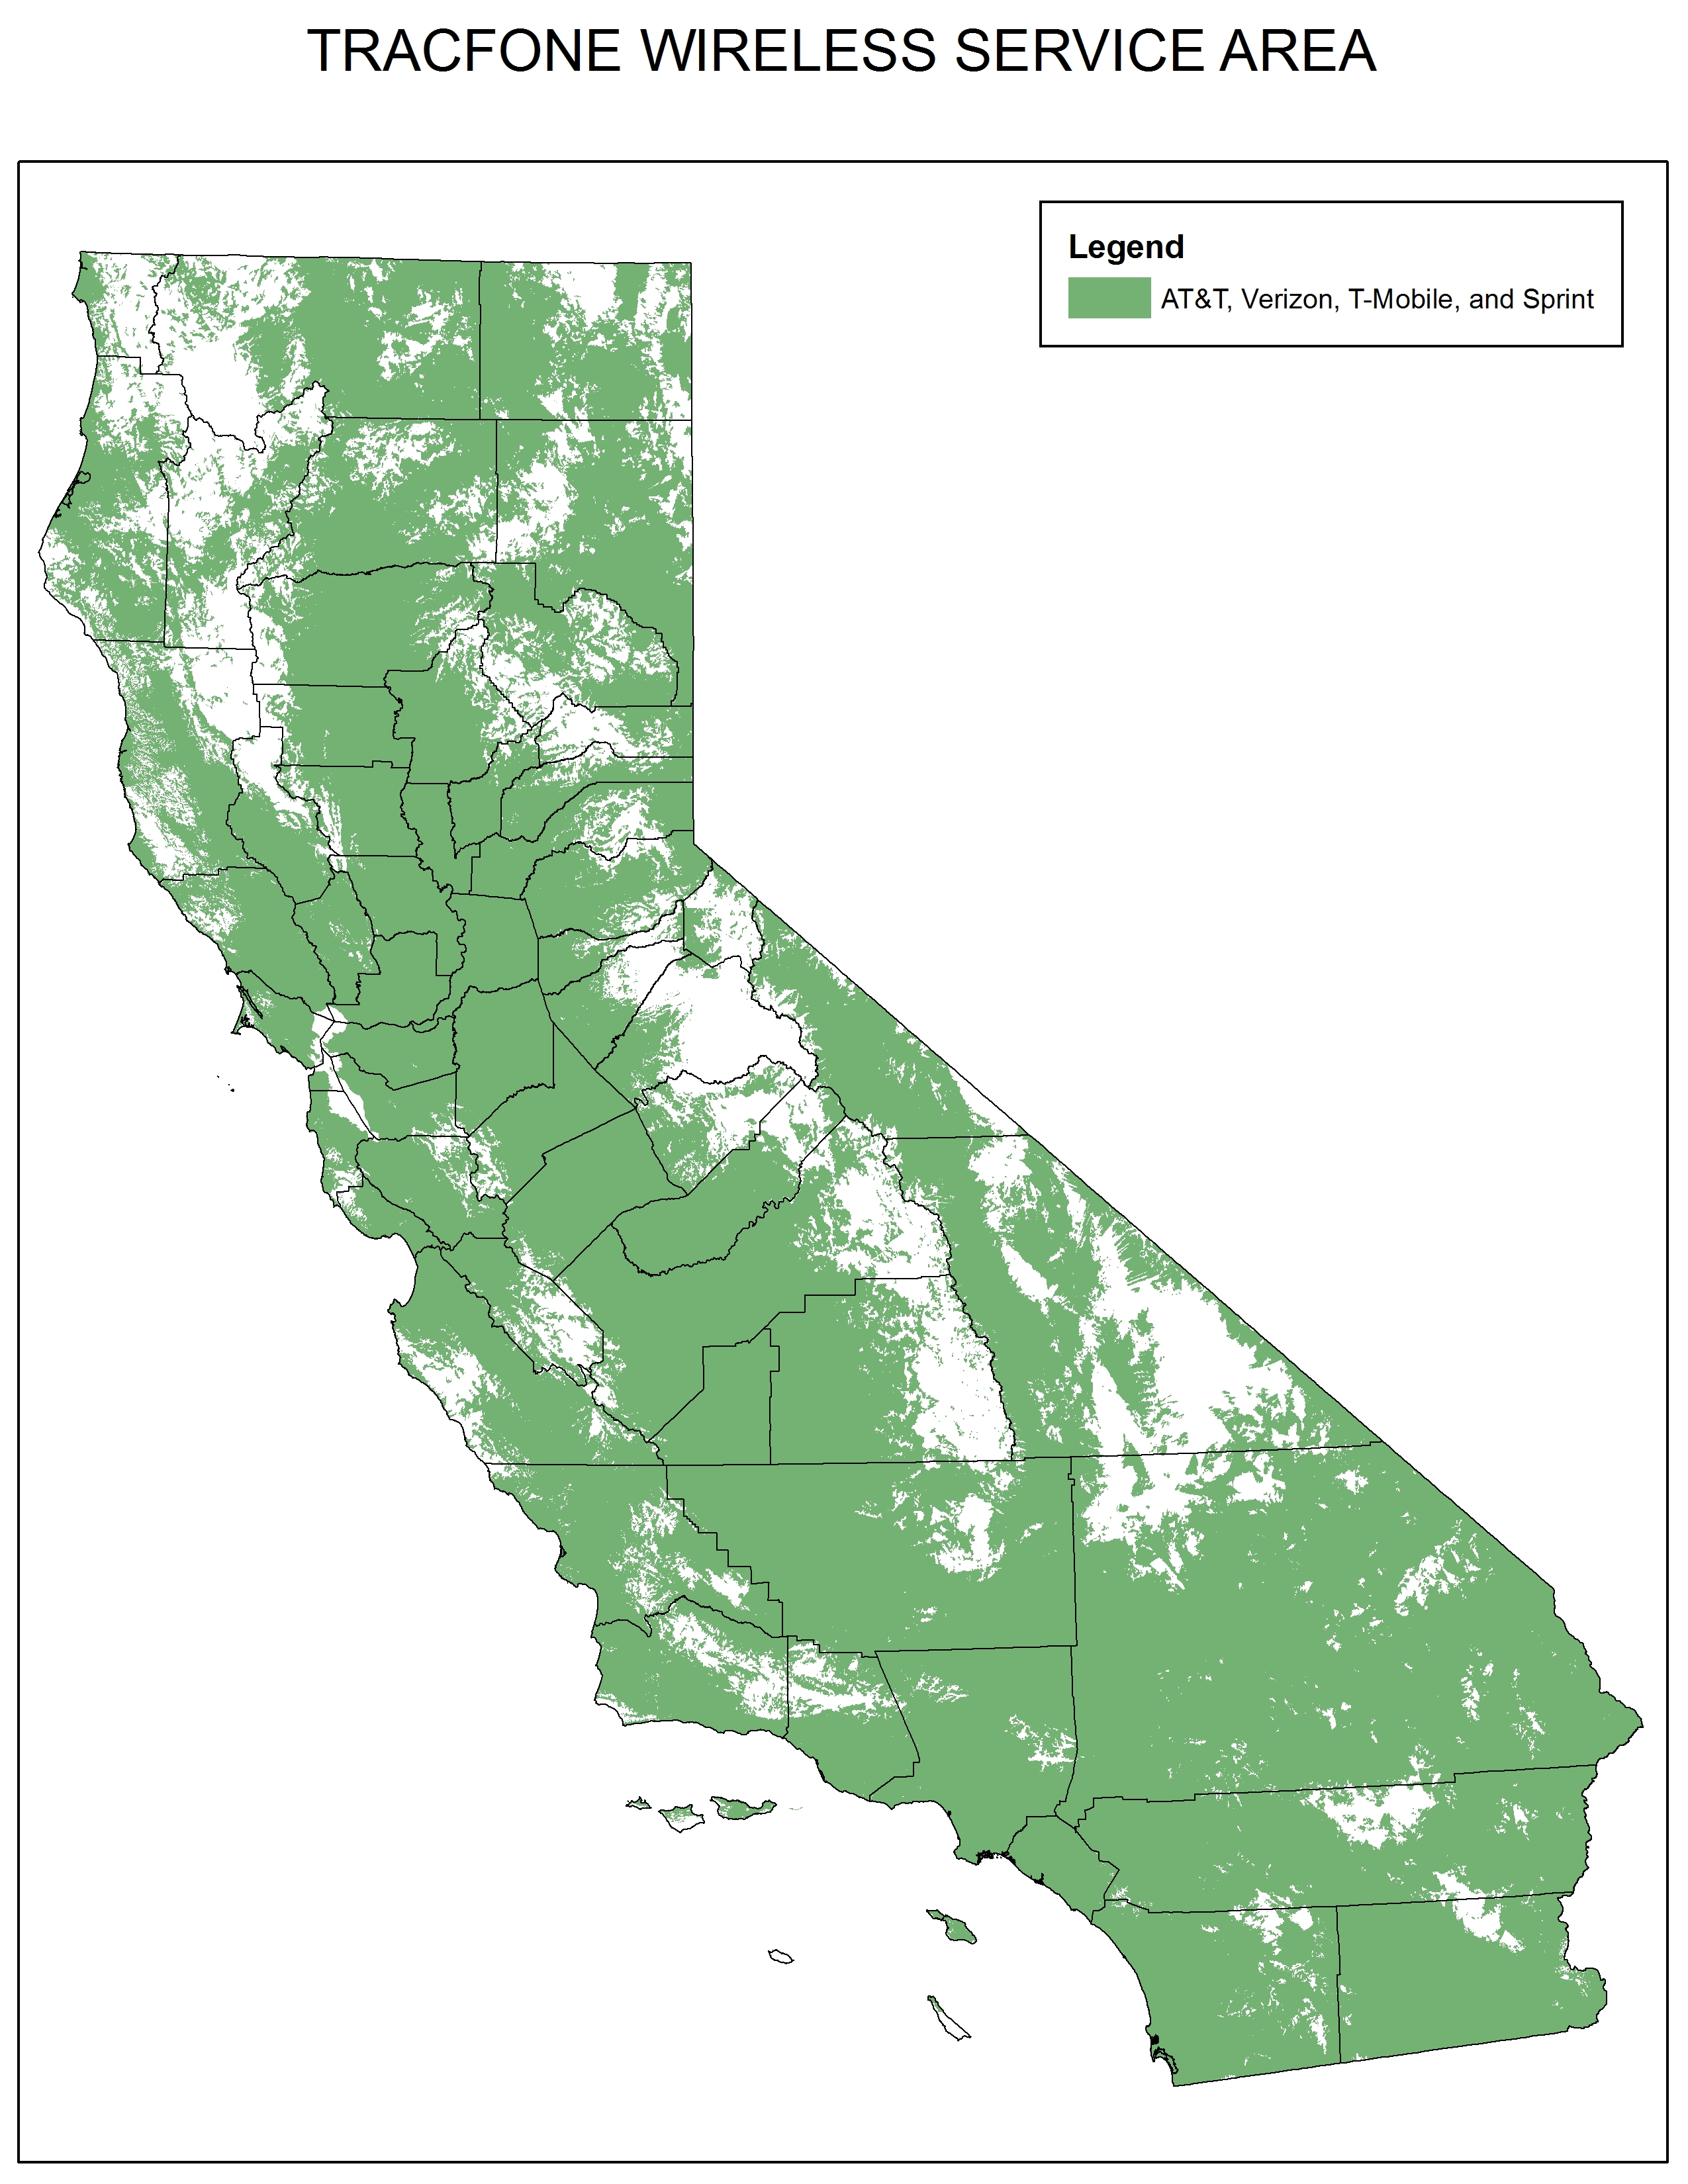 TRACFONE WIRELESS SERVICE AREA
Legend
AT&T, Verizon, T-Mobile, and Sprint